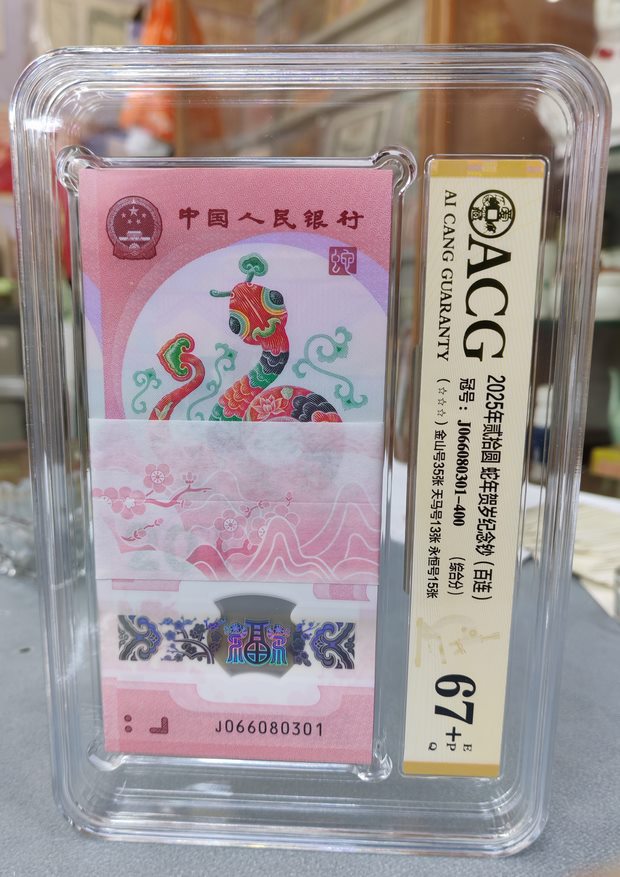 中国人民银行
蛇
福
J066080301
ACG
AI CANG GUARANTY
2025年贰拾圆 蛇年贺岁纪念钞（百连）
冠号：J066080301-400 （综合分）
（☆☆☆）金山号35张 天马号13张 永恒号15张
67+
E
P
Q